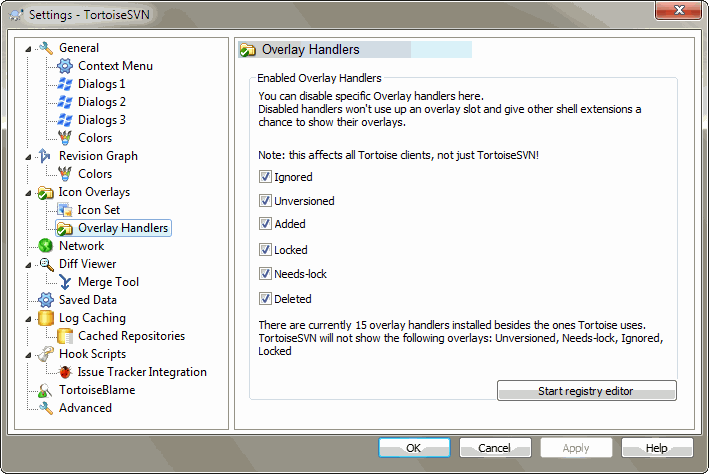 Settings - TortoiseSVN
General
Context Menu
Dialogs 1
Dialogs 2
Dialogs 3
Colors
Revision Graph
Colors
Icon Overlays
Icon Set
Overlay Handlers
Network
Diff Viewer
Merge Tool
Saved Data
Log Caching
Cached Repositories
Hook Scripts
Issue Tracker Integration
TortoiseBlame
Advanced
Overlay Handlers
Enabled Overlay Handlers
You can disable specific Overlay handlers here.
Disabled handlers won't use up an overlay slot and give other shell extensions a
chance to show their overlays.
Note: this affects all Tortoise clients, not just TortoiseSVN!
Ignored
Unversioned
Added
Locked
Needs-lock
Deleted
There are currently 15 overlay handlers installed besides the ones Tortoise uses.
TortoiseSVN will not show the following overlays: Unversioned, Needs-lock, Ignored,
Locked
Start registry editor
OK
Cancel
Apply
Help